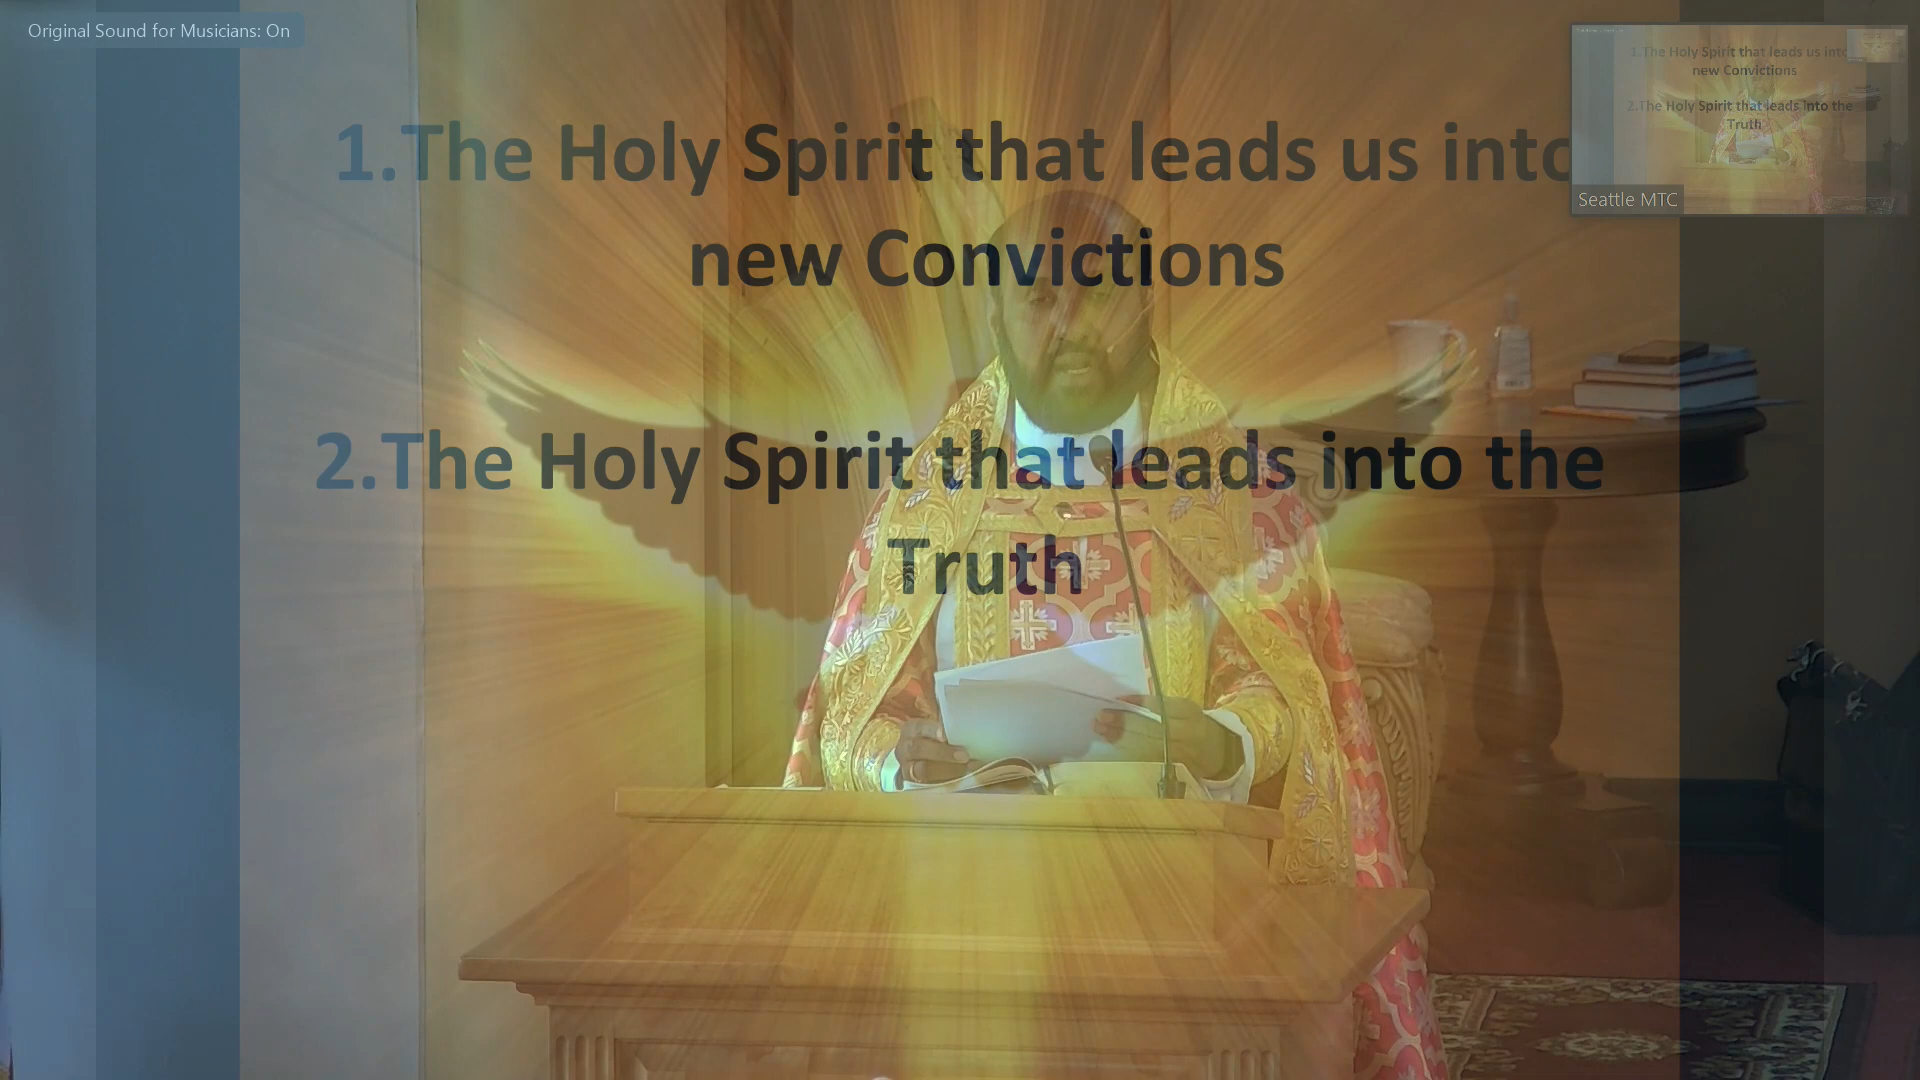 Original Sound for Musicians: On
1.The Holy Spirit that leads us into
new Convictions
2.The Holy Spirit that leads into the
Truth
1.The Holy Spirit that leads us into
new Convictions
2.The Holy Spirit that leads into the
Truth
Seattle MTC